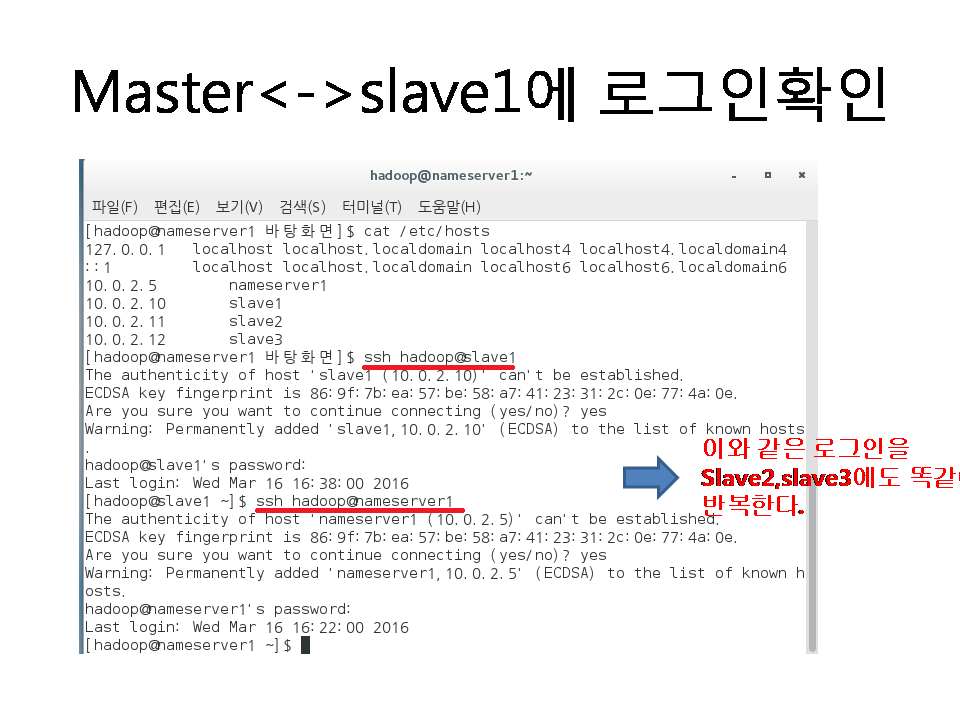 Master<->slave1에 로그인확인
hadoop@nameserver1:~
파일(F) 편집(E) 보기(V) 검색(S) 터미널(T) 도움말(H)
[hadoop@nameserver1 바탕화면]$ cat /etc/hosts
127.0.0.1 localhost localhost.localdomain localhost4 localhost4.localdomain4
::1 localhost localhost.localdomain localhost6 localhost6.localdomain6
10.0.2.5 nameserver1
10.0.2.10 slave1
10.0.2.11 slave2
10.0.2.12 slave3
[hadoop@nameserver1 바탕화면]$ ssh hadoop@slave1
The authenticity of host 'slave1 (10.0.2.10)' can't be established.
ECDSA key fingerprint is 86:9f:7b:ea:57:be:58:a7:41:23:31:2c:0e:77:4a:0e.
Are you sure you want to continue connecting (yes/no)? yes
Warning: Permanently added 'slave1,10.0.2.10' (ECDSA) to the list of known hosts
.
hadoop@slave1's password:
Last login: Wed Mar 16 16:38:00 2016
[hadoop@slave1 ~]$ ssh hadoop@nameserver1
The authenticity of host 'nameserver1 (10.0.2.5)' can't be established.
ECDSA key fingerprint is 86:9f:7b:ea:57:be:58:a7:41:23:31:2c:0e:77:4a:0e.
Are you sure you want to continue connecting (yes/no)? yes
Warning: Permanently added 'nameserver1,10.0.2.5' (ECDSA) to the list of known h
osts.
hadoop@nameserver1's password:
Last login: Wed Mar 16 16:22:00 2016
[hadoop@nameserver1 ~]$
이와 같은 로그인을
Slave2,slave3에도
반복한다.